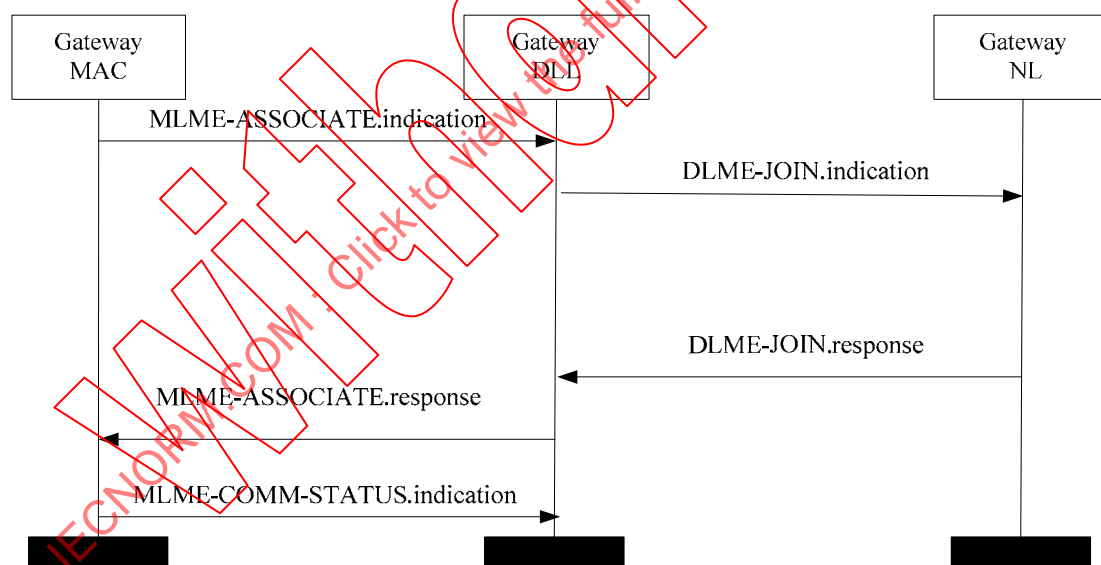 Gateway
MAC
Gateway
DLL
Gateway
NL
MLME-ASSOCIATE.indication
DLME-JOIN.indication
DLME-JOIN.response
MLME-ASSOCIATE.response
MLME-COMM-STATUS.indication
IECNORM.COM : Click to view the full